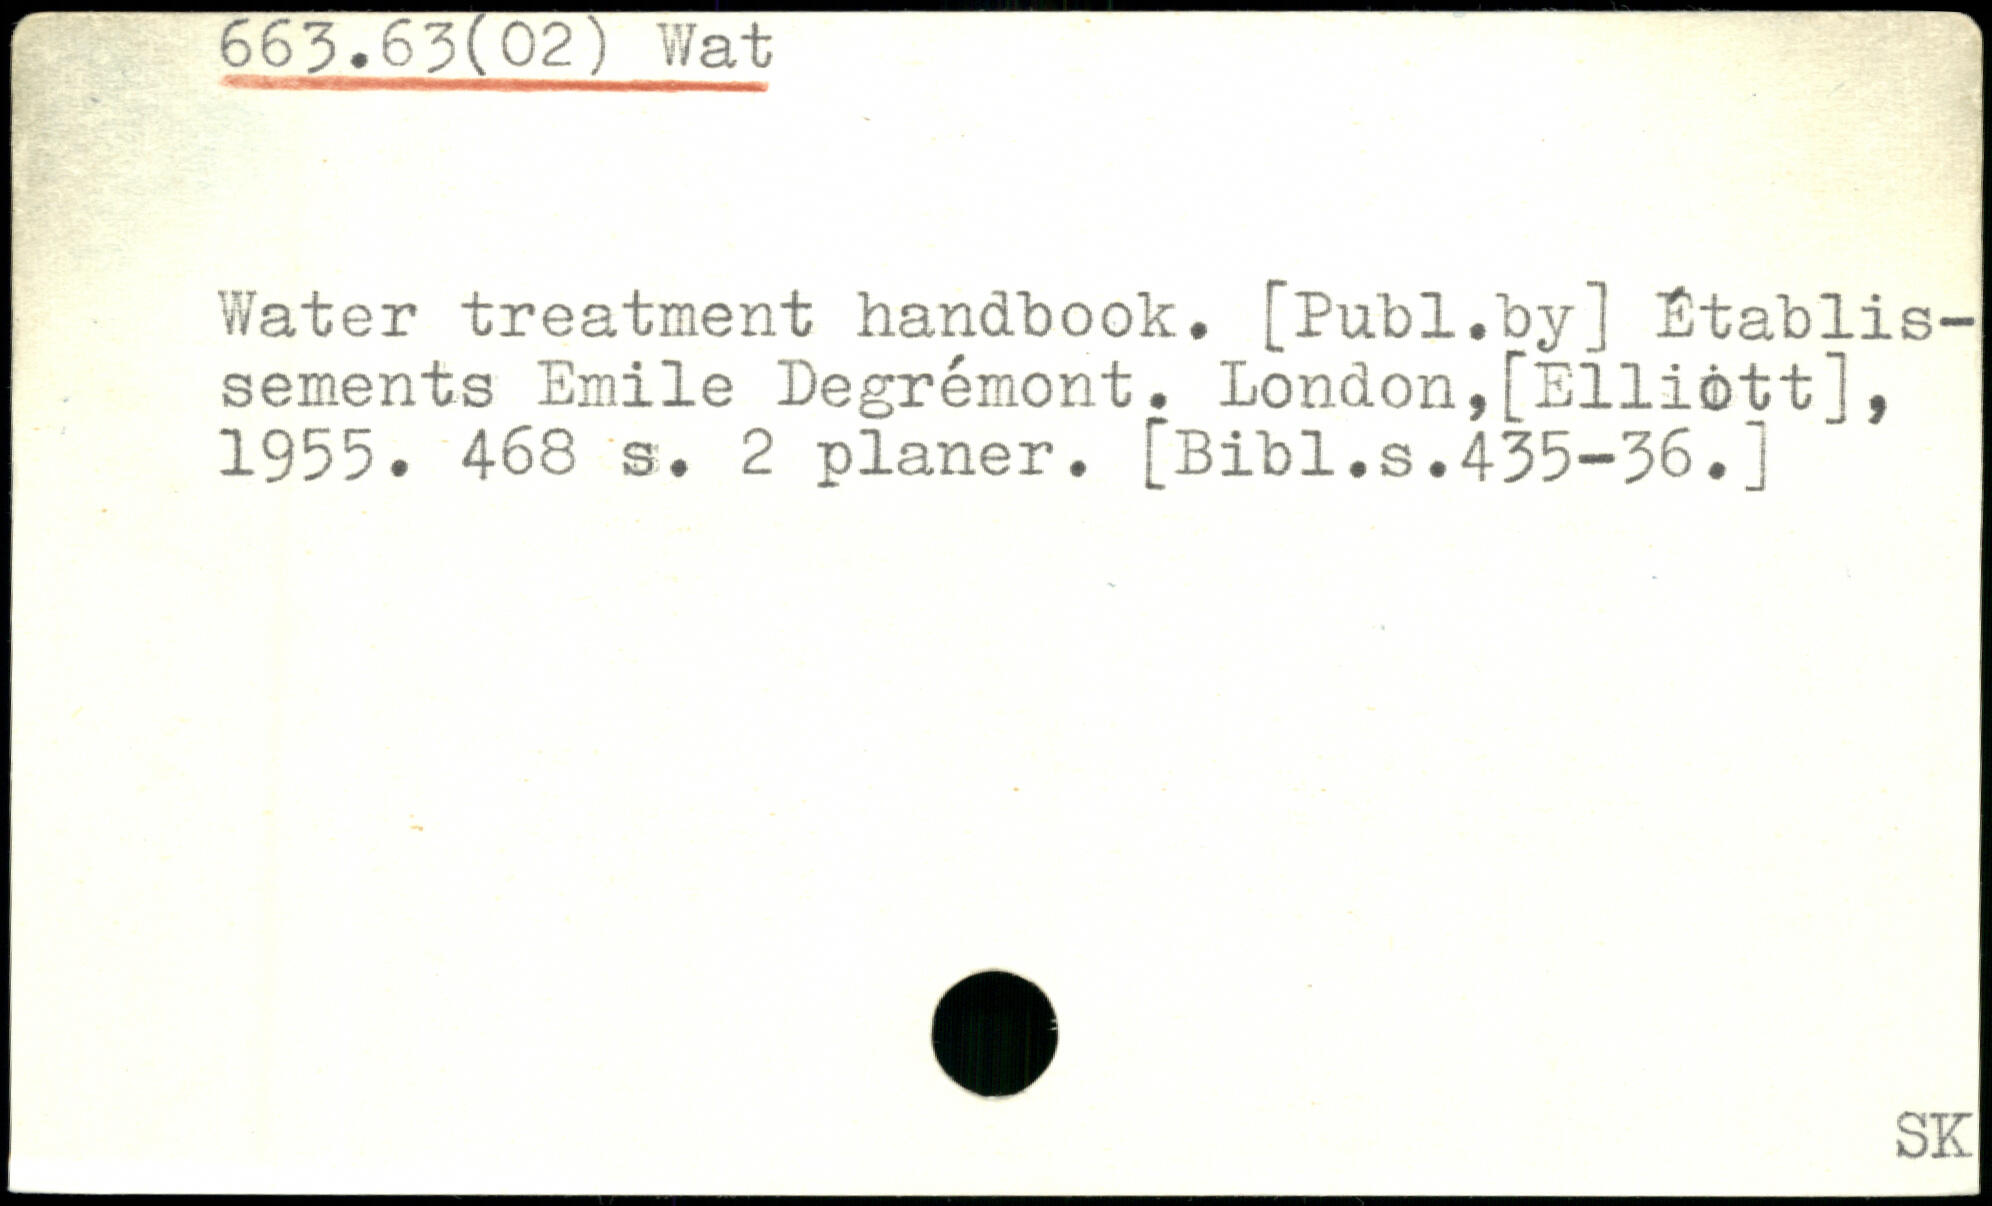 663.63(02) Wat
Water treatment handbook. [Publ.by] Établis-
sements Emile Degrémont. London,[Elliott],
1955. 468 s. 2 planer. [Bibl.s.435-36.]
SK